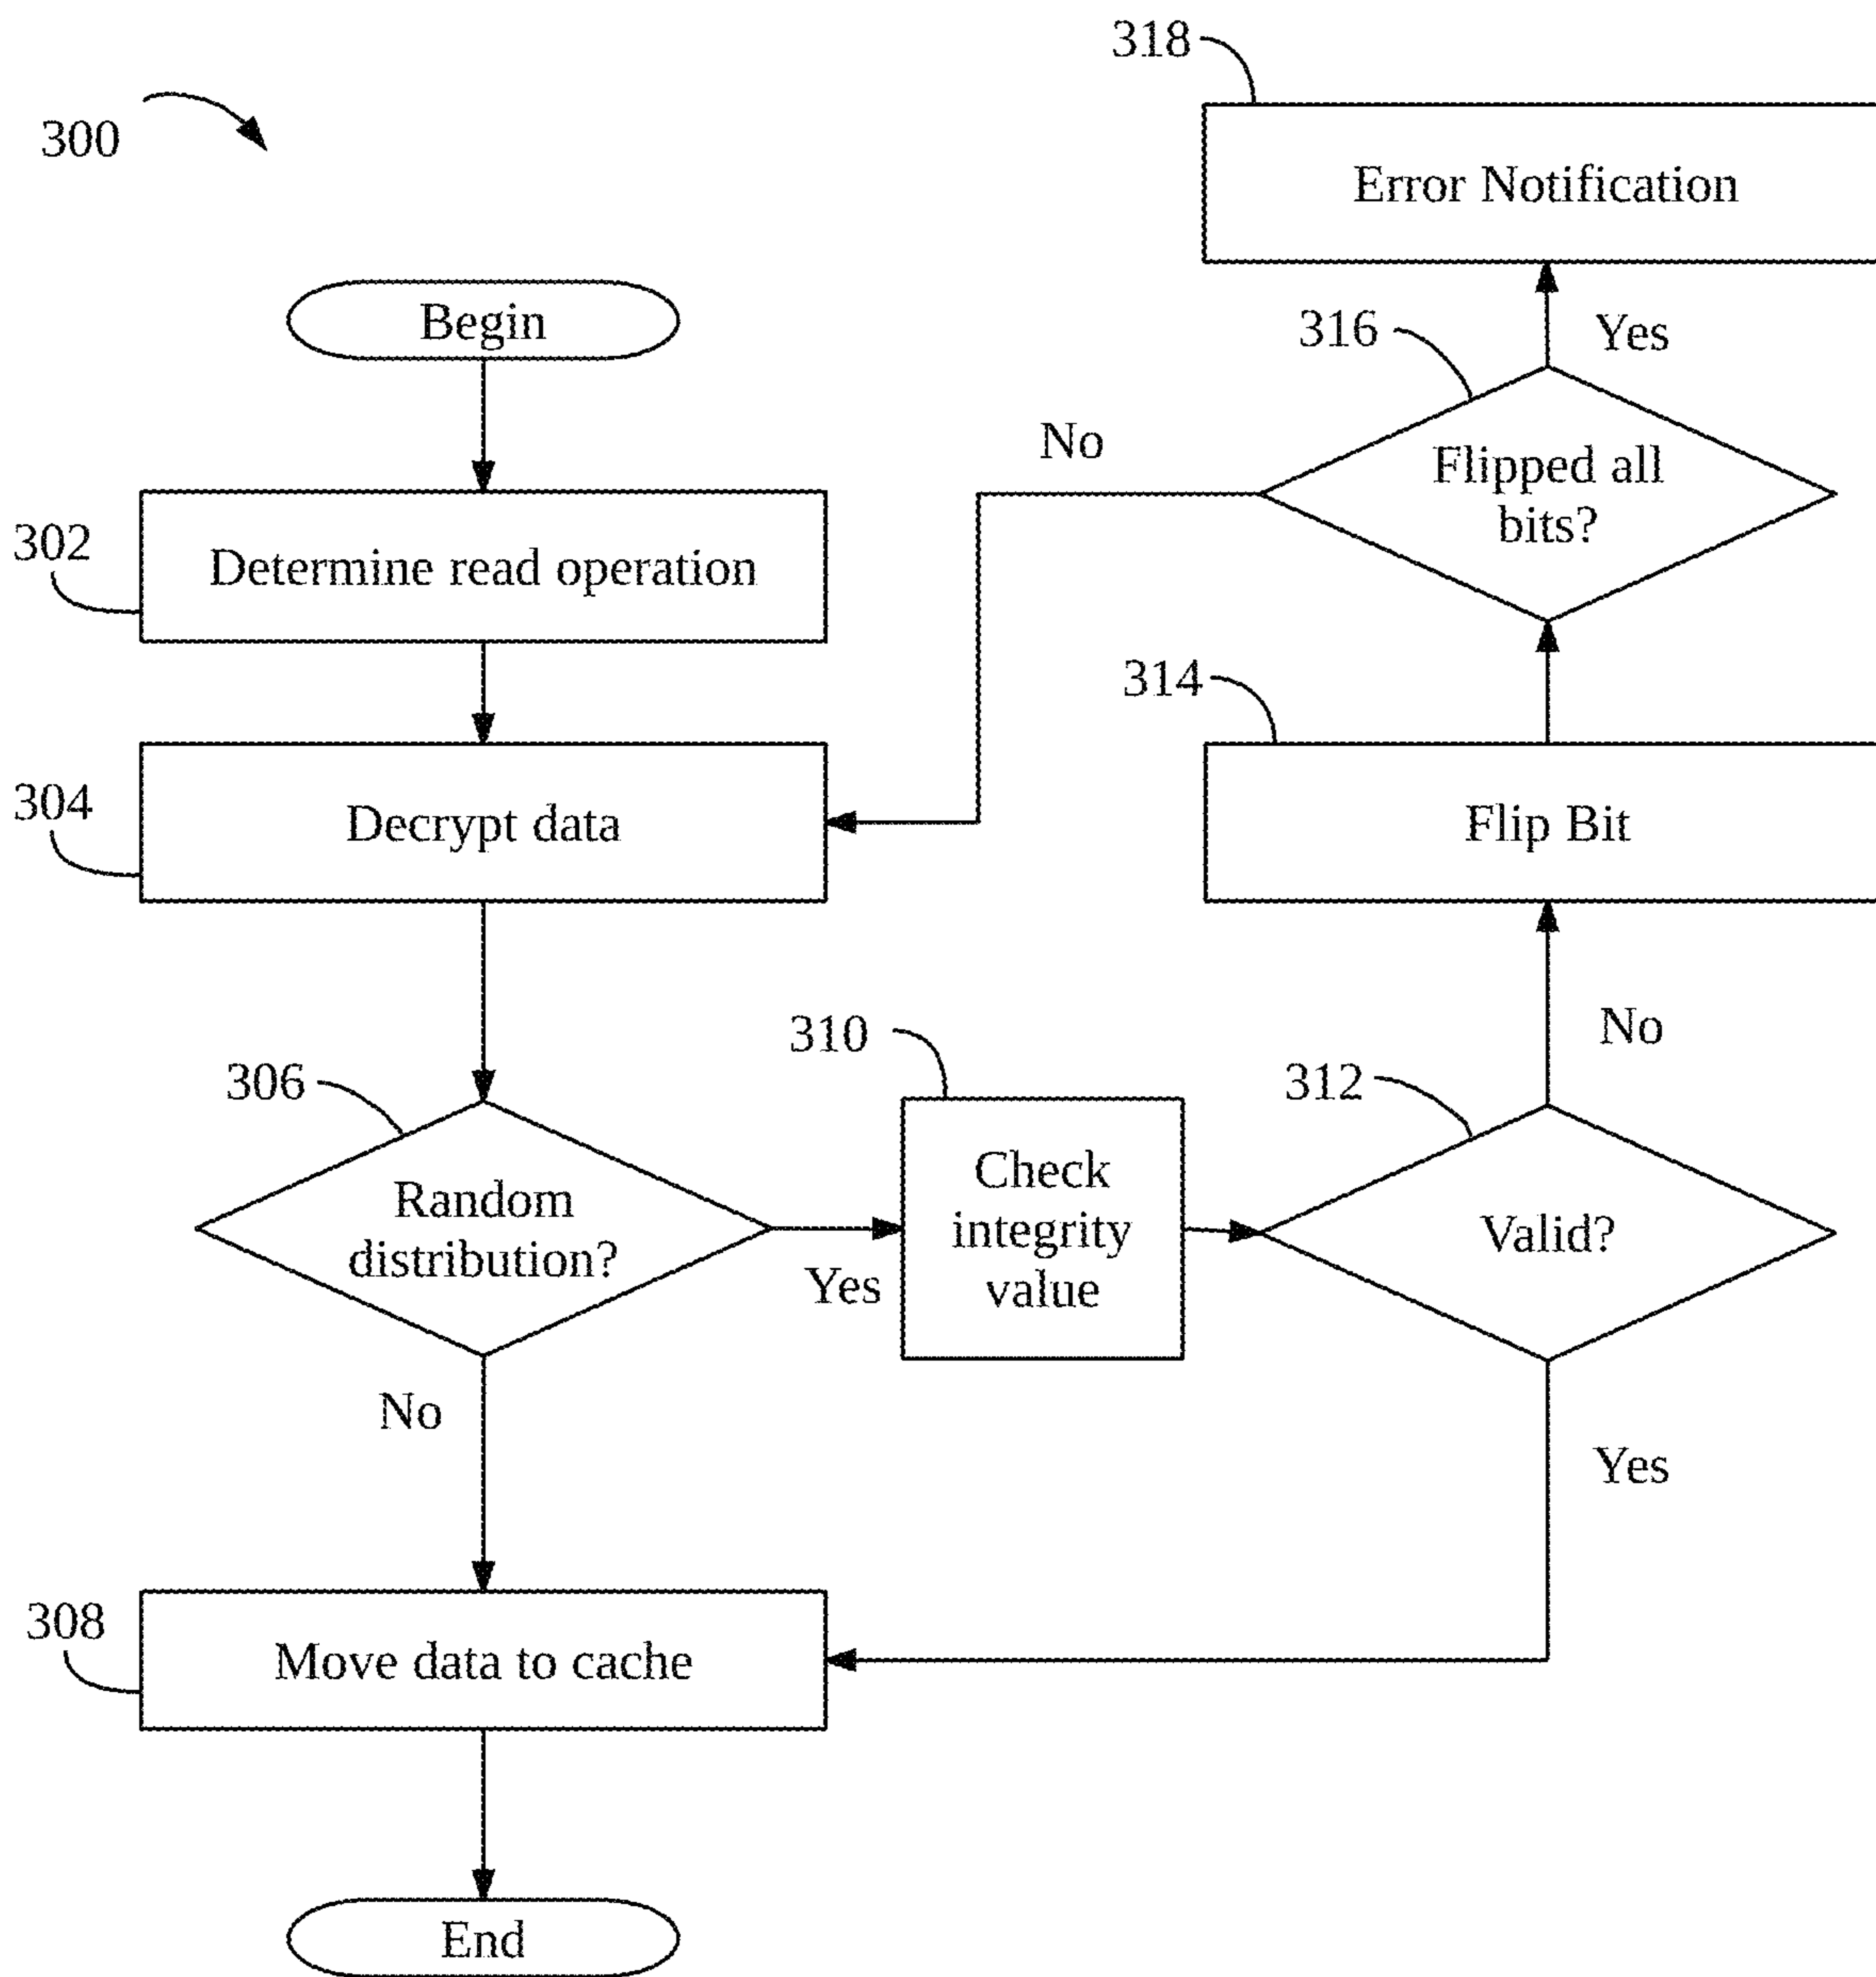 318
300
Error Notification
Begin
316
Yes
No
Flipped all
bits?
302
Determine read operation
314
304
Decrypt data
Flip Bit
310
No
306
312
Random
distribution?
Yes
Check
integrity
value
Valid?
No
Yes
308
Move data to cache
End